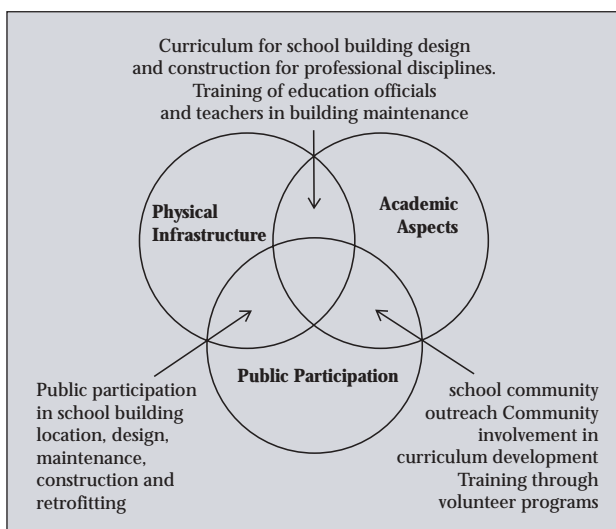 Curriculum for school building design
and construction for professional disciplines.
Training of education officials
and teachers in building maintenance
Physical
Infrastructure
Academic
Aspects
Public Participation
Public participation
in school building
location, design,
maintenance,
construction and
retrofitting
school community
outreach Community
involvement in
curriculum development
Training through
volunteer programs